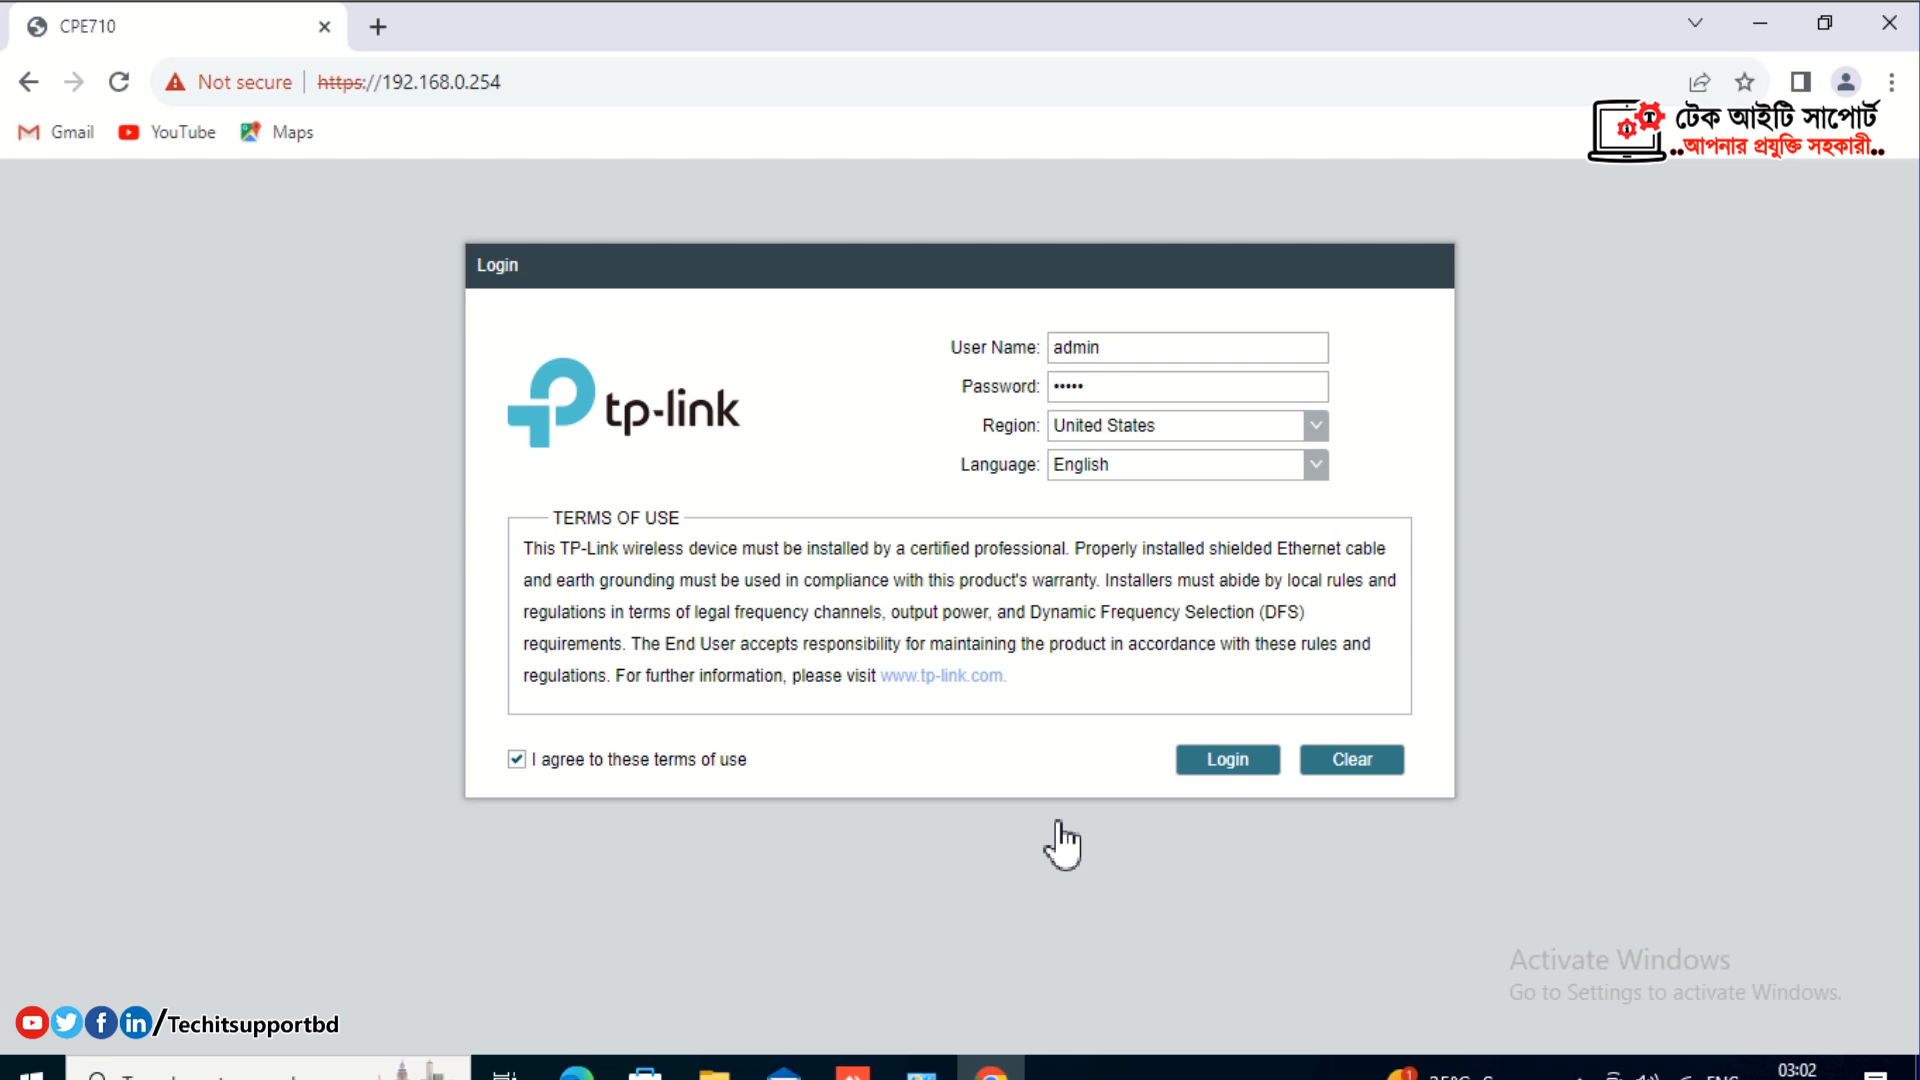 CPE710
Not secure https://192.168.0.254
Gmail YouTube Maps
টেক আইটি সাপোর্ট
..আপনার প্রযুক্তি সহকারী..
Login
tp-link
User Name: admin
Password: •••••
Region: United States
Language: English
TERMS OF USE
This TP-Link wireless device must be installed by a certified professional. Properly installed shielded Ethernet cable
and earth grounding must be used in compliance with this product's warranty. Installers must abide by local rules and
regulations in terms of legal frequency channels, output power, and Dynamic Frequency Selection (DFS)
requirements. The End User accepts responsibility for maintaining the product in accordance with these rules and
regulations. For further information, please visit www.tp-link.com.
I agree to these terms of use
Login Clear
Activate Windows
Go to Settings to activate Windows.
/Techitsupportbd
03:02